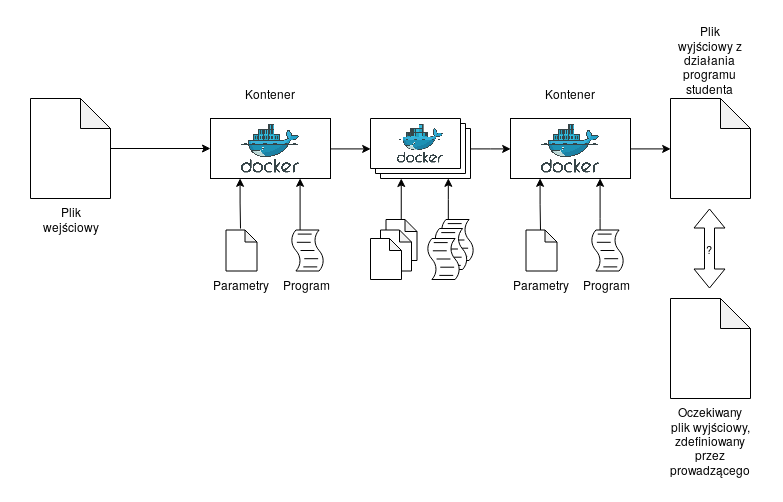 Plik
wyjściowy z
działania
programu
studenta
Kontener
Kontener
docker
docker
docker
Plik
wejściowy
?
Parametry
Program
Parametry
Program
Oczekiwany
plik wyjściowy,
zdefiniowany
przez
prowadzącego